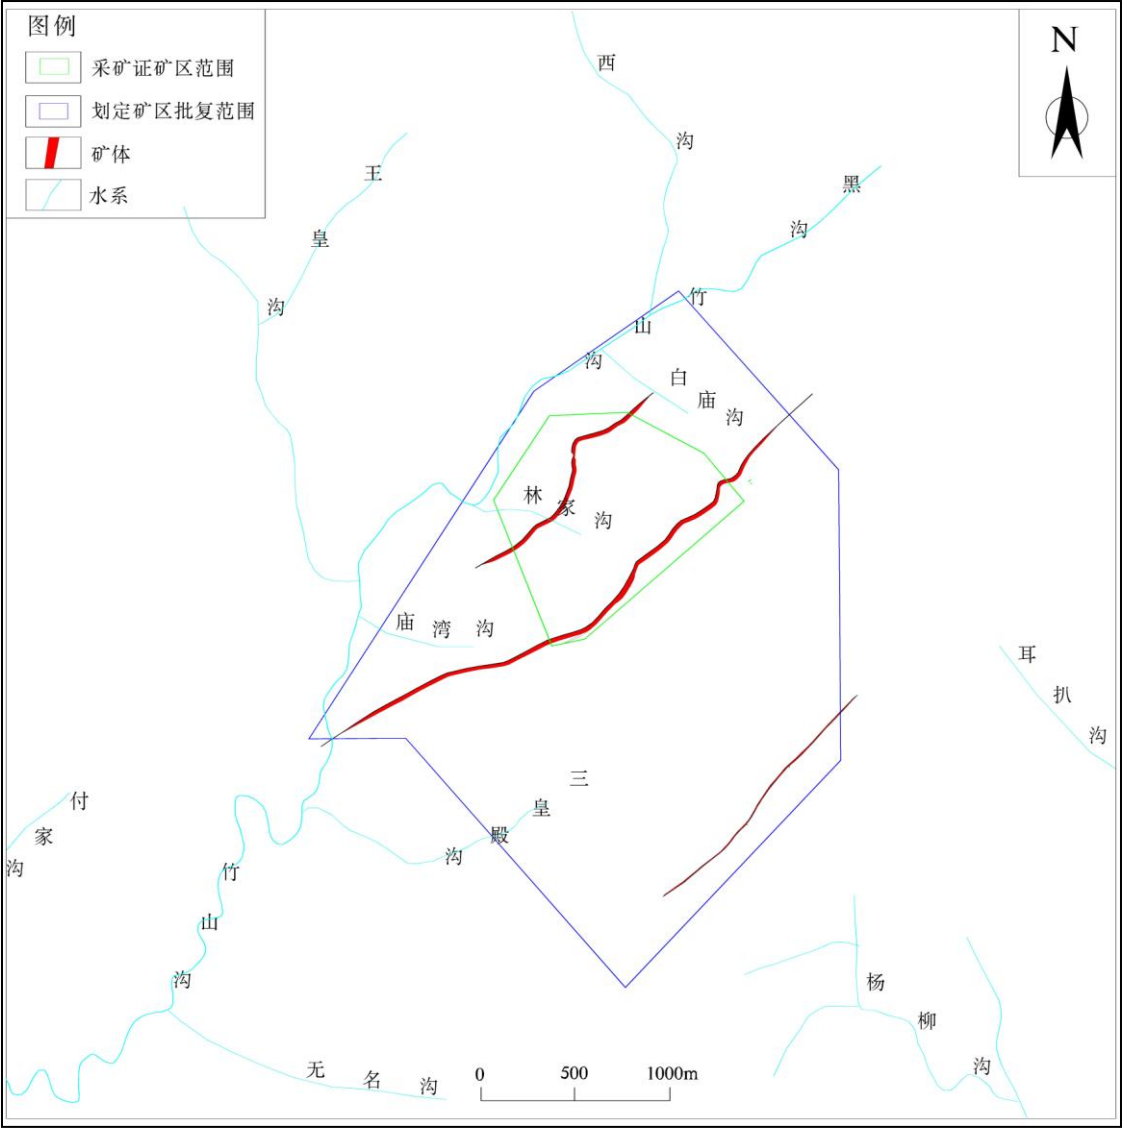 图例
采矿证矿区范围
划定矿区批复范围
矿体
水系
N
西沟
王皇沟
黑沟
竹山沟
白庙沟
林家沟
庙湾沟
耳扒沟
三皇殿沟
付家沟
竹山沟
杨柳沟
无名沟
0 500 1000m